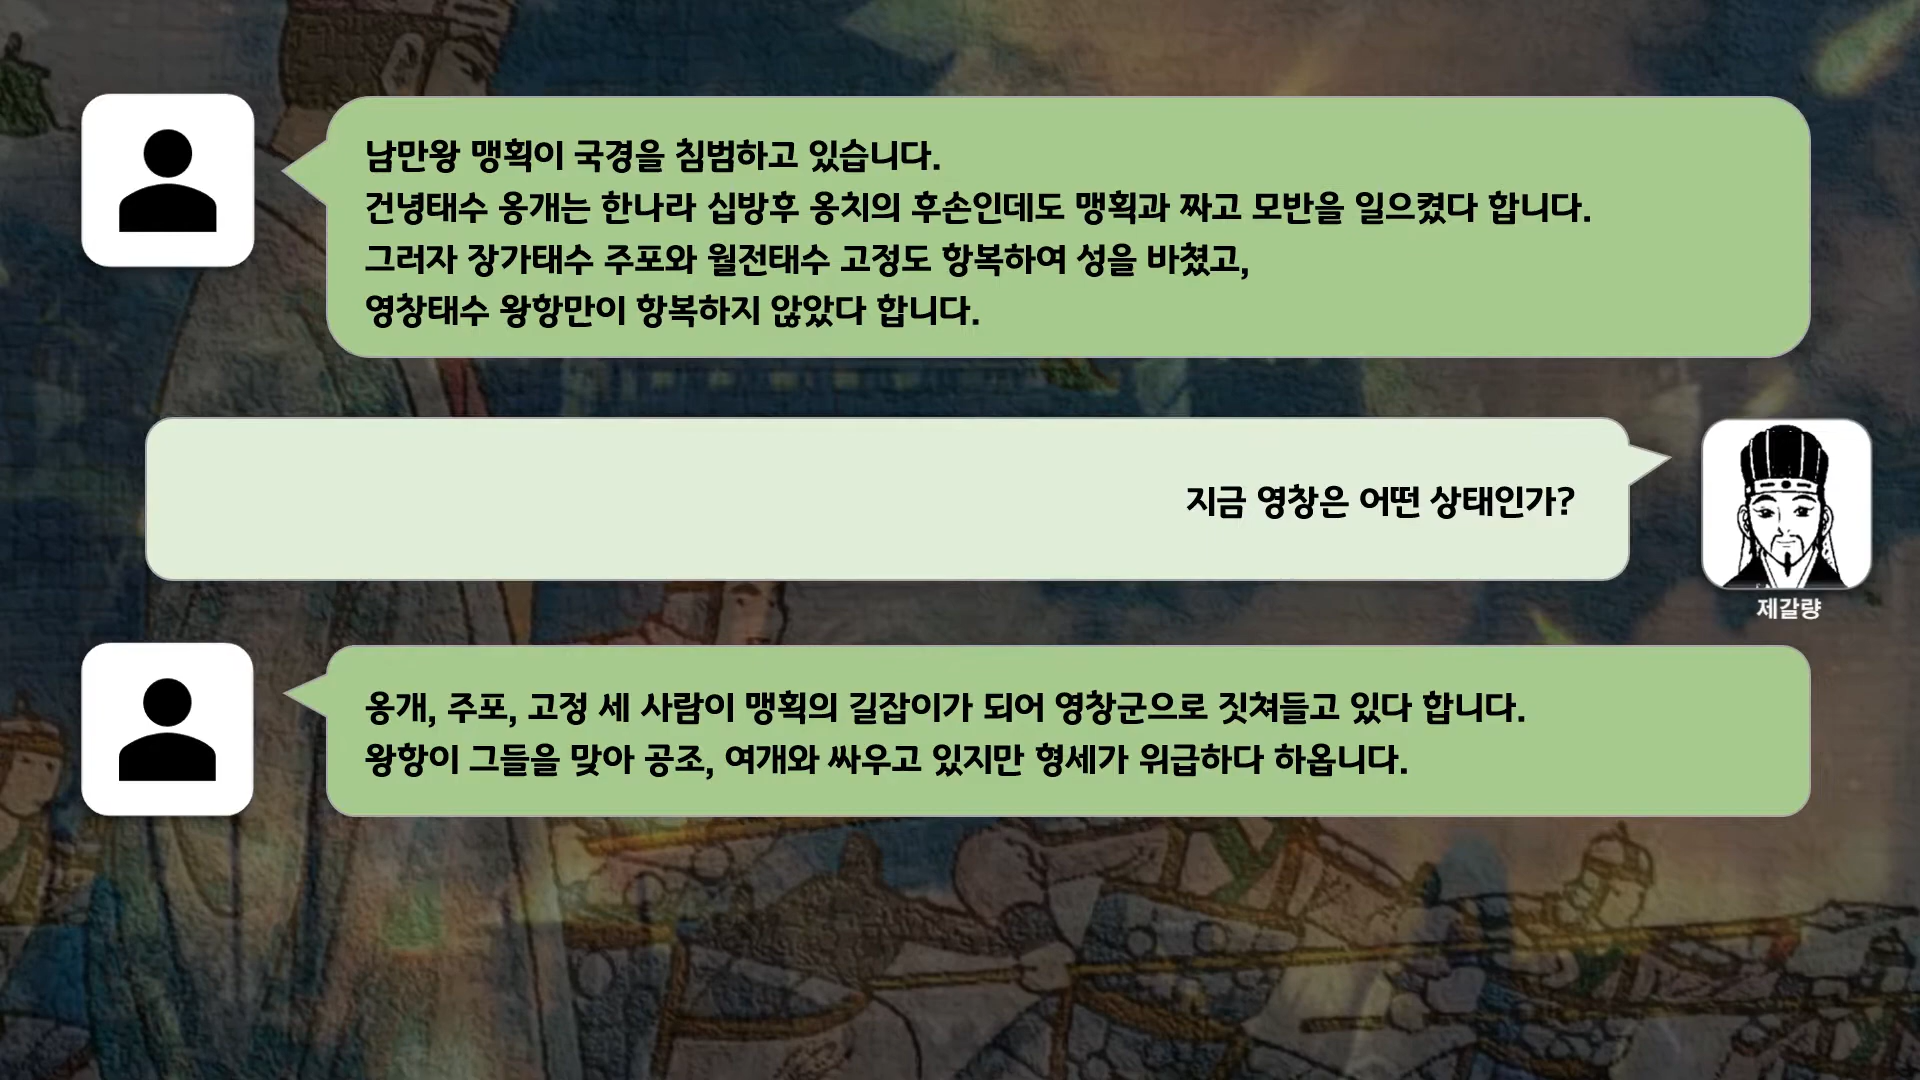 남만왕 맹획이 국경을 침범하고 있습니다.
건녕태수 옹개는 한나라 십방후 옹치의 후손인데도 맹획과 짜고 모반을 일으켰다 합니다.
그러자 장가태수 주포와 월전태수 고정도 항복하여 성을 바쳤고,
영창태수 왕항만이 항복하지 않았다 합니다.
지금 영창은 어떤 상태인가?
제갈량
옹개, 주포, 고정 세 사람이 맹획의 길잡이가 되어 영창군으로 짓쳐들고 있다 합니다.
왕항이 그들을 맞아 공조, 여개와 싸우고 있지만 형세가 위급하다 하옵니다.